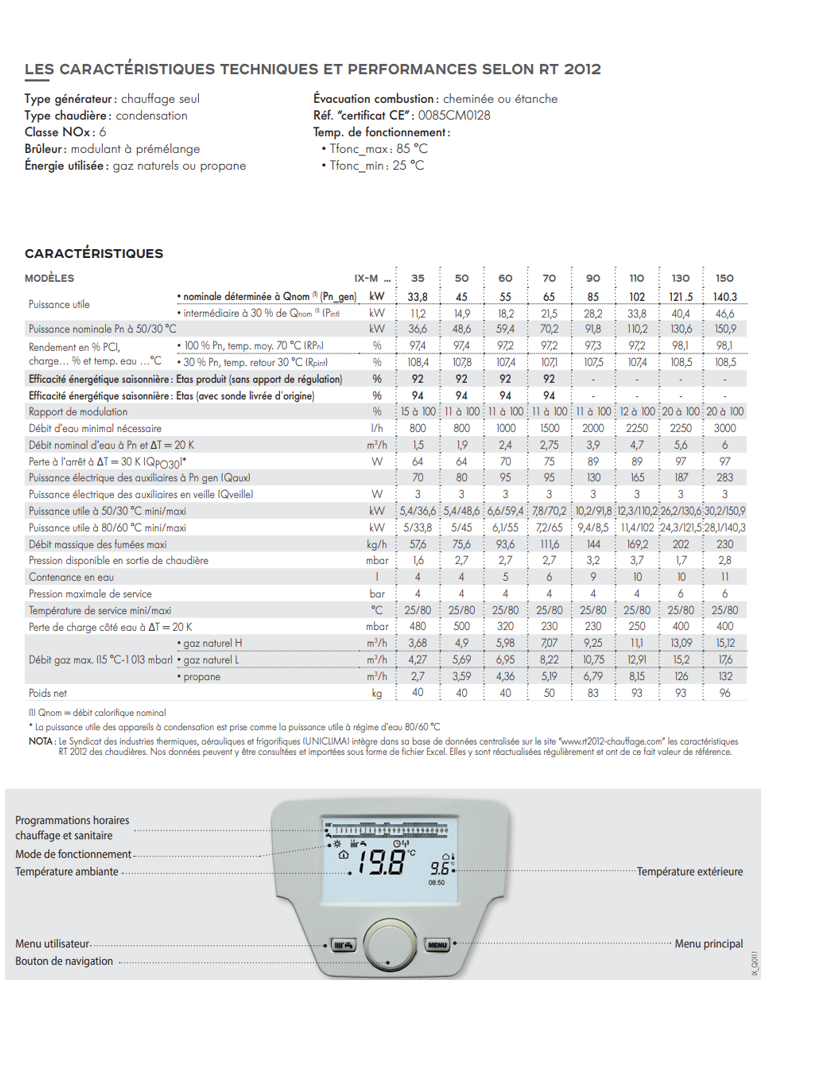 LES CARACTÉRISTIQUES TECHNIQUES ET PERFORMANCES SELON RT 2012
Type générateur : chauffage seul
Type chaudière : condensation
Classe NOx : 6
Brûleur : modulant à prémélange
Énergie utilisée : gaz naturels ou propane
Évacuation combustion : cheminée ou étanche
Réf. “certificat CE” : 0085CM0128
Temp. de fonctionnement :
• Tfonc_max : 85 °C
• Tfonc_min : 25 °C
CARACTÉRISTIQUES
MODÈLES IX-M ... 35 50 60 70 90 110 130 150
Puissance utile • nominale déterminée à Qnom (1) (Pn_gen) kW 33,8 45 55 65 85 102 121.5 140.3
• intermédiaire à 30 % de Qnom (1) (Pint) kW 11,2 14,9 18,2 21,5 28,2 33,8 40,4 46,6
Puissance nominale Pn à 50/30 °C kW 36,6 48,6 59,4 70,2 91,8 110,2 130,6 150,9
Rendement en % PCI, • 100 % Pn, temp. moy. 70 °C (RPn) % 97,4 97,4 97,2 97,2 97,3 97,2 98,1 98,1
charge... % et temp. eau ...°C • 30 % Pn, temp. retour 30 °C (Rpint) % 108,4 107,8 107,4 107,1 107,5 107,4 108,5 108,5
Efficacité énergétique saisonnière : Etas produit (sans apport de régulation) % 92 92 92 92 - - - -
Efficacité énergétique saisonnière : Etas (avec sonde livrée d'origine) % 94 94 94 94 - - - -
Rapport de modulation % 15 à 100 11 à 100 11 à 100 11 à 100 11 à 100 12 à 100 20 à 100 20 à 100
Débit d'eau minimal nécessaire l/h 800 800 1000 1500 2000 2250 2250 3000
Débit nominal d'eau à Pn et ΔT = 20 K m³/h 1,5 1,9 2,4 2,75 3,9 4,7 5,6 6
Perte à l'arrêt à ΔT = 30 K (QPO30)* W 64 64 70 75 89 89 97 97
Puissance électrique des auxiliaires à Pn gen (Qaux) 70 80 95 95 130 165 187 283
Puissance électrique des auxiliaires en veille (Qveille) W 3 3 3 3 3 3 3 3
Puissance utile à 50/30 °C mini/maxi kW 5,4/36,6 5,4/48,6 6,6/59,4 7,8/70,2 10,2/91,8 12,3/110,2 26,2/130,6 30,2/150,9
Puissance utile à 80/60 °C mini/maxi kW 5/33,8 5/45 6,1/55 7,2/65 9,4/8,5 11,4/102 24,3/121,5 28,1/140,3
Débit massique des fumées maxi kg/h 57,6 75,6 93,6 111,6 144 169,2 202 230
Pression disponible en sortie de chaudière mbar 1,6 2,7 2,7 2,7 3,2 3,7 1,7 2,8
Contenance en eau l 4 4 5 6 9 10 10 11
Pression maximale de service bar 4 4 4 4 4 4 6 6
Température de service mini/maxi °C 25/80 25/80 25/80 25/80 25/80 25/80 25/80 25/80
Perte de charge côté eau à ΔT = 20 K mbar 480 500 320 230 230 250 400 400
• gaz naturel H m³/h 3,68 4,9 5,98 7,07 9,25 11,1 13,09 15,12
Débit gaz max. (15 °C-1 013 mbar) • gaz naturel L m³/h 4,27 5,69 6,95 8,22 10,75 12,91 15,2 17,6
• propane m³/h 2,7 3,59 4,36 5,19 6,79 8,15 126 132
Poids net kg 40 40 40 50 83 93 93 96
(1) Qnom = débit calorifique nominal
* La puissance utile des appareils à condensation est prise comme la puissance utile à régime d'eau 80/60 °C
NOTA : Le Syndicat des industries thermiques, aérauliques et frigorifiques (UNICLIMA) intègre dans sa base de données centralisée sur le site “www.rt2012-chauffage.com” les caractéristiques
RT 2012 des chaudières. Nos données peuvent y être consultées et importées sous forme de fichier Excel. Elles y sont réactualisées régulièrement et ont de ce fait valeur de référence.
Programmations horaires
chauffage et sanitaire
Mode de fonctionnement
Température ambiante
19.8 °C
9.6 °C
08:50
Température extérieure
Menu utilisateur
MENU
Menu principal
Bouton de navigation
IX_Q2011